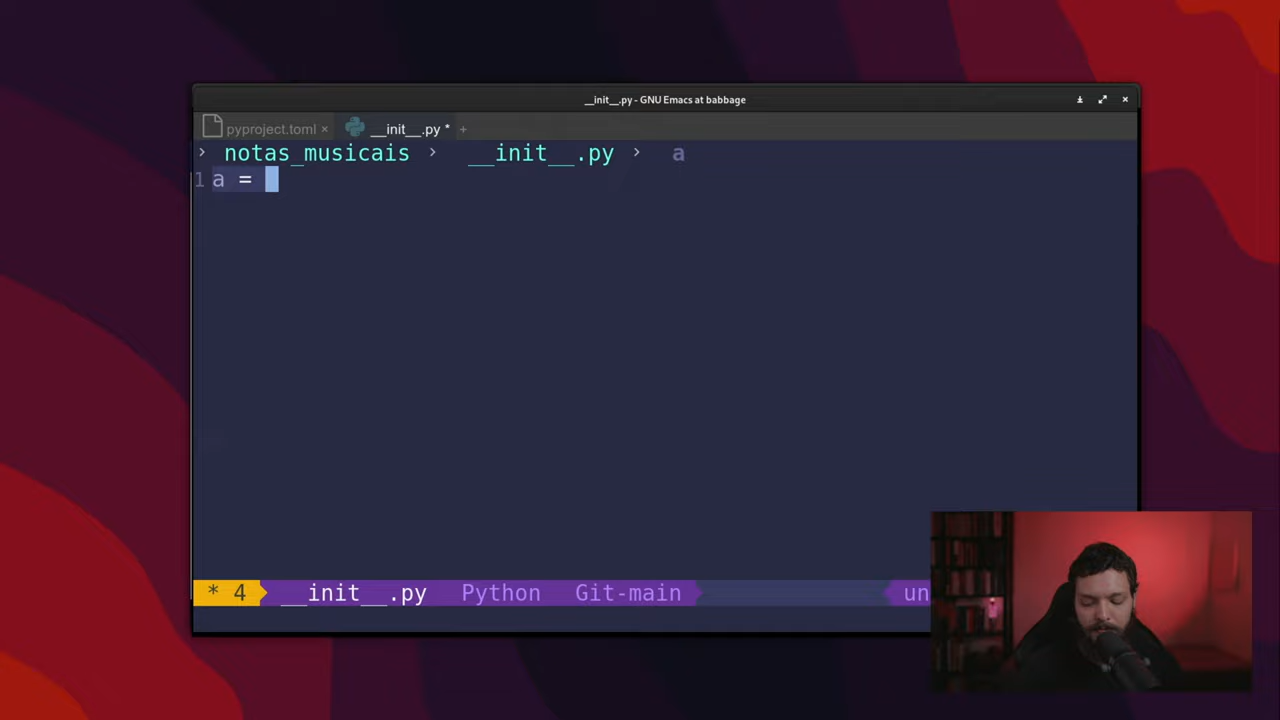 __init__.py - GNU Emacs at babbage
pyproject.toml × __init__.py * +
› notas_musicais › __init__.py › a
1 a =
* 4 __init__.py Python Git-main un